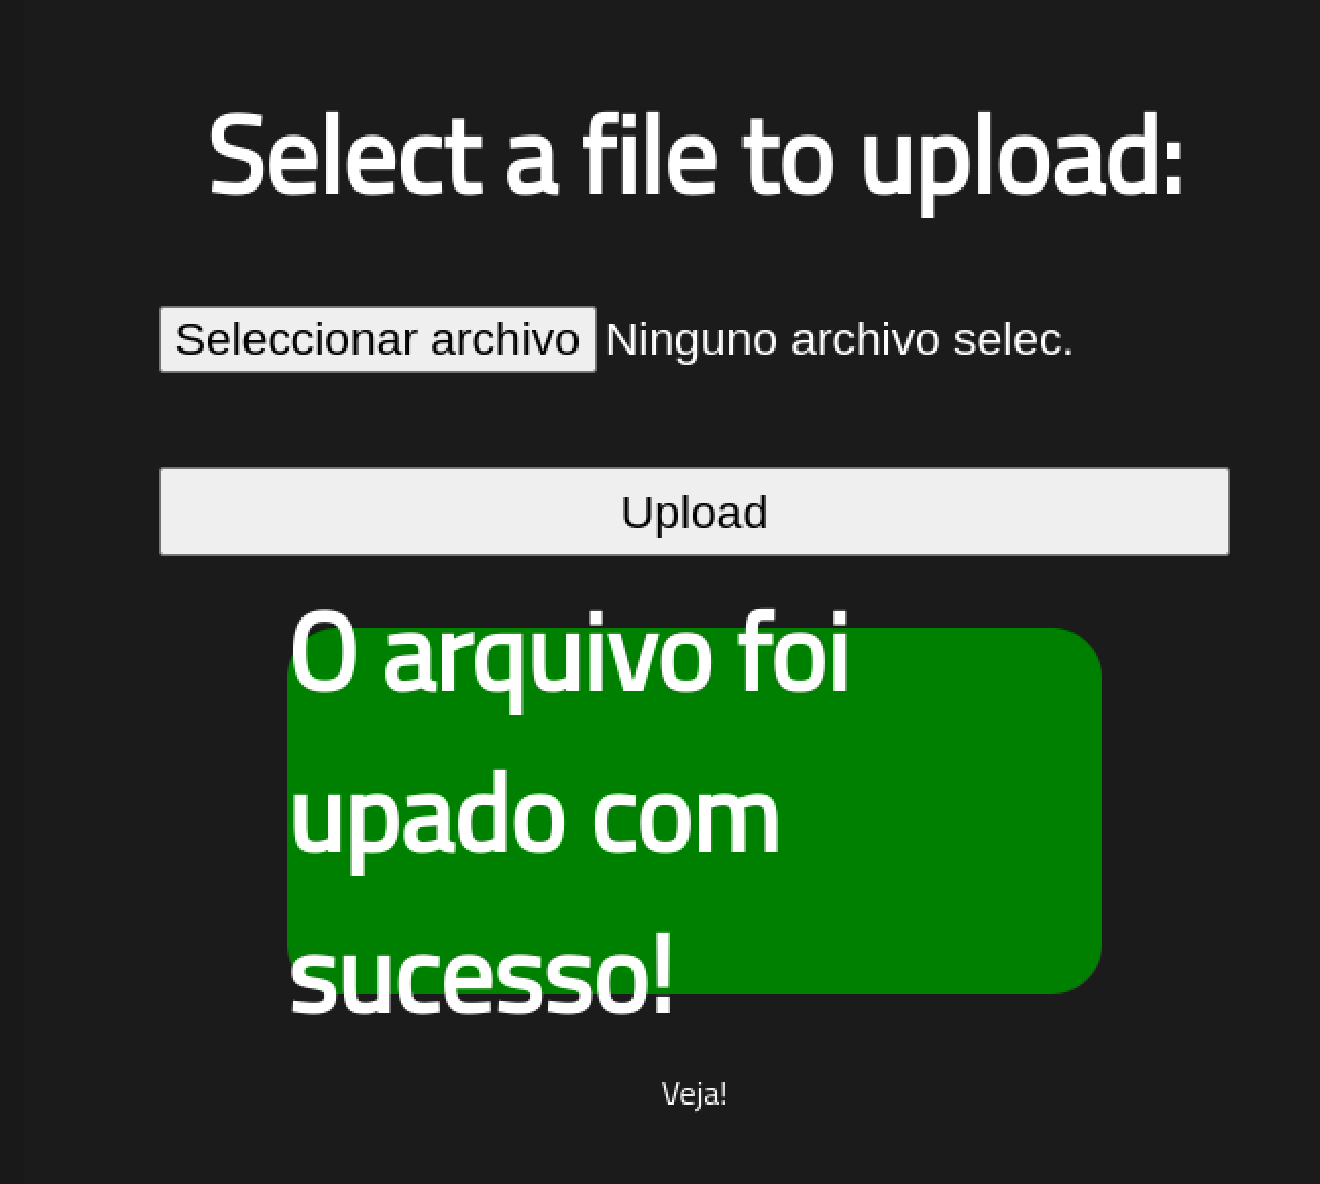 Select a file to upload:
Seleccionar archivo Ninguno archivo selec.
Upload
O arquivo foi
upado com
sucesso!
Veja!